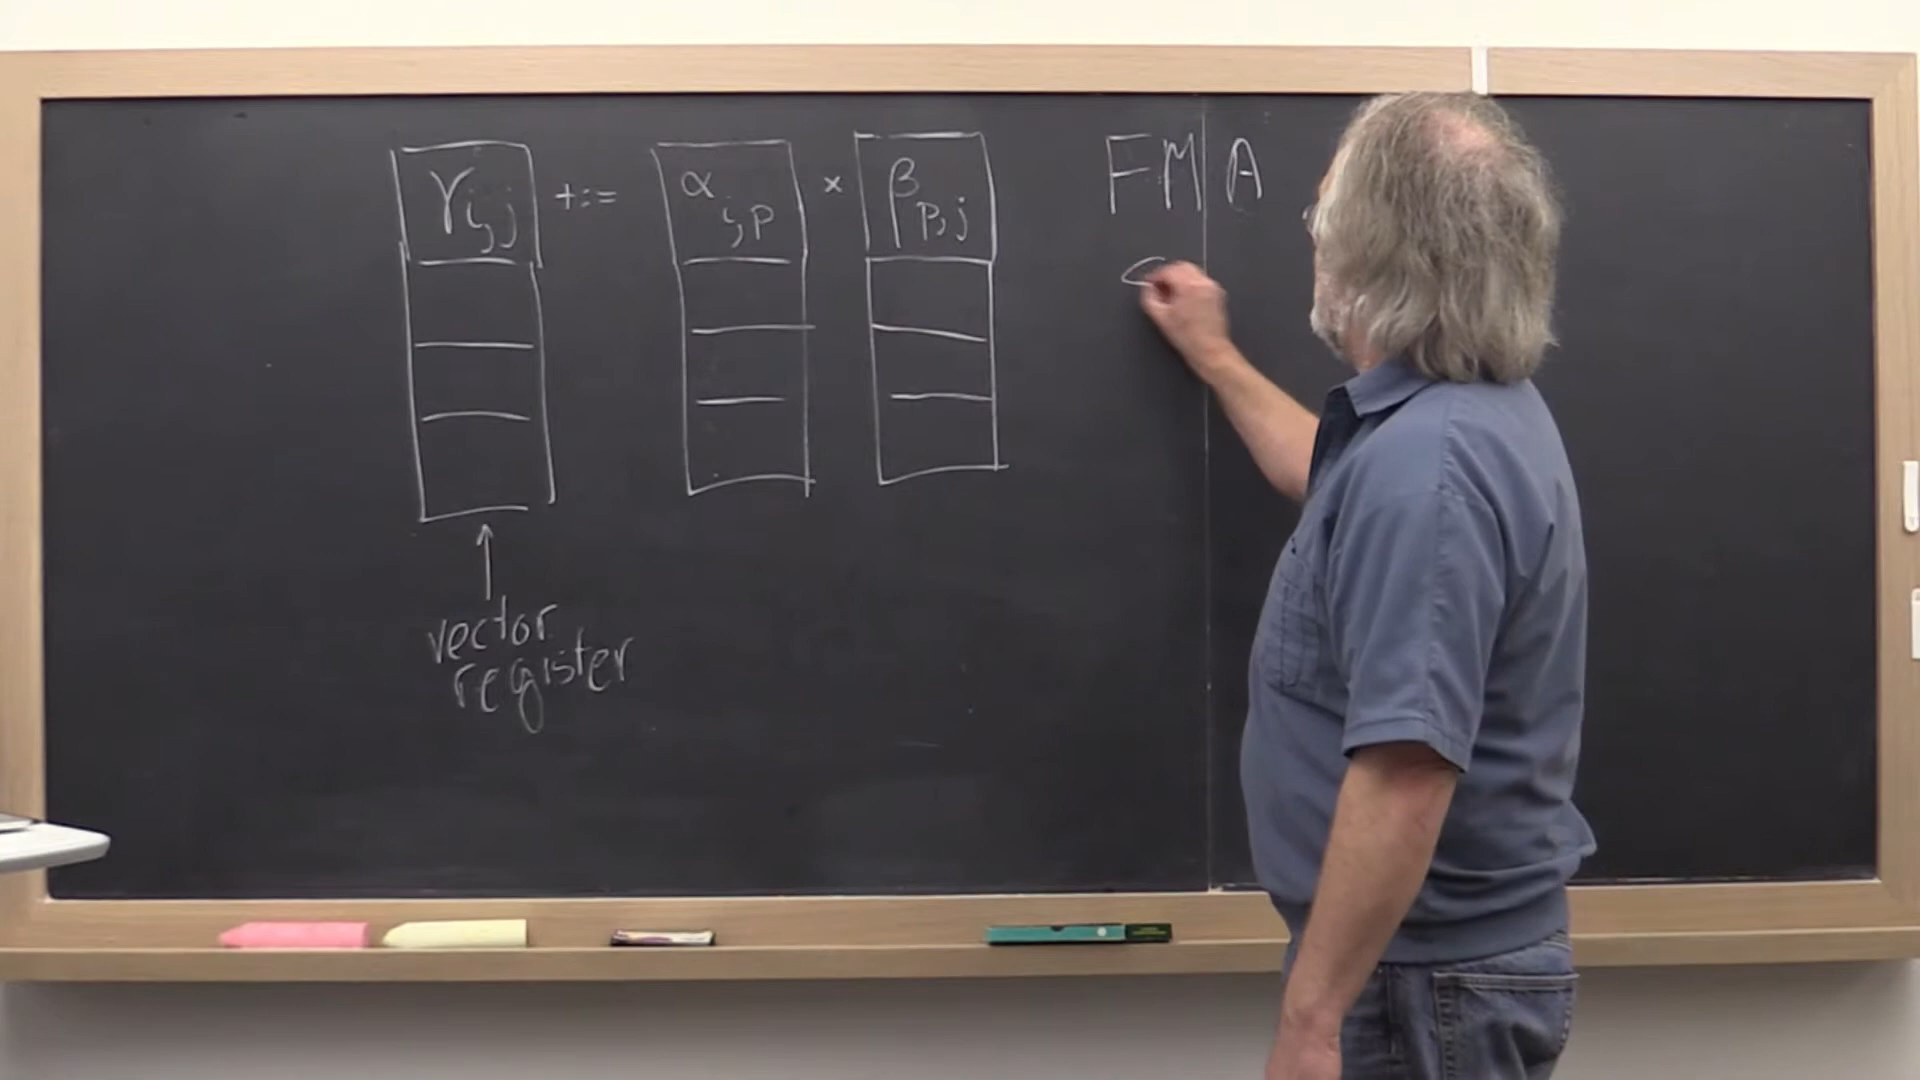 γi,j +:= αi,p × βp,j
FMA
vector
register